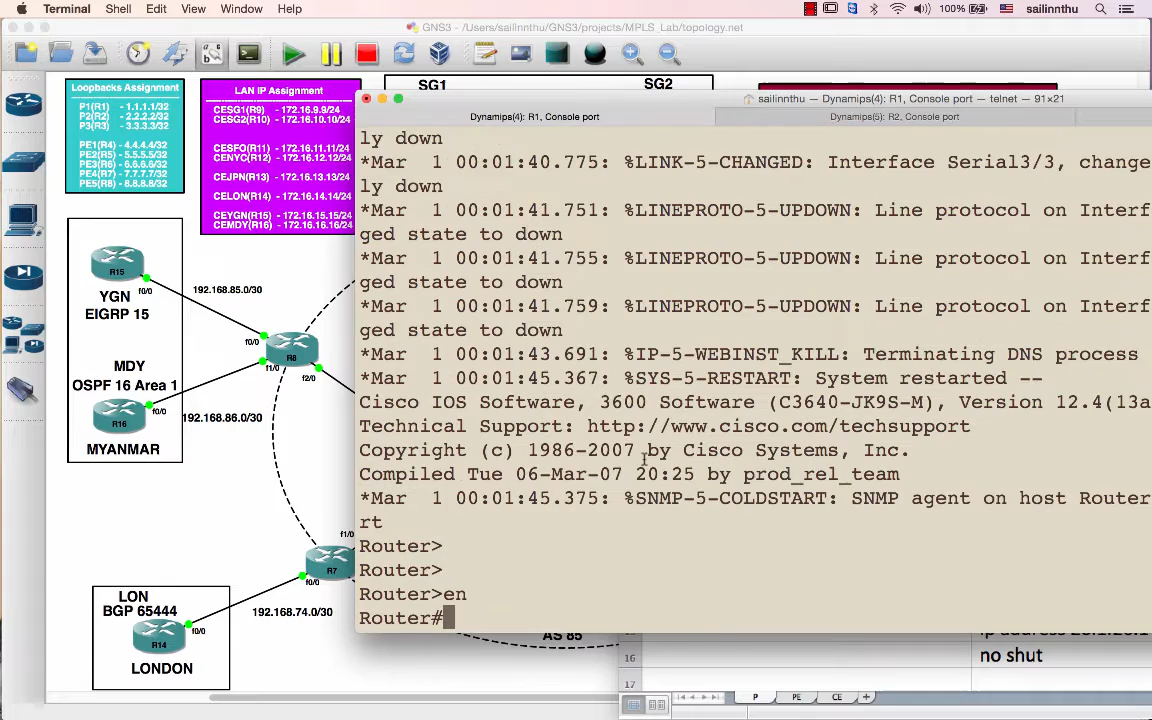 Terminal Shell Edit View Window Help
100% sailinnthu
GNS3 - /Users/sailinnthu/GNS3/projects/MPLS_Lab/topology.net
Loopbacks Assignment
P1(R1) - 1.1.1.1/32
P2(R2) - 2.2.2.2/32
P3(R3) - 3.3.3.3/32
PE1(R4) - 4.4.4.4/32
PE2(R5) - 5.5.5.5/32
PE3(R6) - 6.6.6.6/32
PE4(R7) - 7.7.7.7/32
PE5(R8) - 8.8.8.8/32
LAN IP Assignment
CESG1(R9) - 172.16.9.9/24
CESG2(R10) - 172.16.10.10/24
CESFO(R11) - 172.16.11.11/24
CENYC(R12) - 172.16.12.12/24
CEJPN(R13) - 172.16.13.13/24
CELON(R14) - 172.16.14.14/24
CEYGN(R15) - 172.16.15.15/24
CEMDY(R16) - 172.16.16.16/24
SG1
SG2
sailinnthu — Dynamips(4): R1, Console port — telnet — 91×21
Dynamips(4): R1, Console port
Dynamips(5): R2, Console port
ly down
*Mar 1 00:01:40.775: %LINK-5-CHANGED: Interface Serial3/3, change
ly down
*Mar 1 00:01:41.751: %LINEPROTO-5-UPDOWN: Line protocol on Interf
ged state to down
*Mar 1 00:01:41.755: %LINEPROTO-5-UPDOWN: Line protocol on Interf
ged state to down
*Mar 1 00:01:41.759: %LINEPROTO-5-UPDOWN: Line protocol on Interf
ged state to down
*Mar 1 00:01:43.691: %IP-5-WEBINST_KILL: Terminating DNS process
*Mar 1 00:01:45.367: %SYS-5-RESTART: System restarted --
Cisco IOS Software, 3600 Software (C3640-JK9S-M), Version 12.4(13a
Technical Support: http://www.cisco.com/techsupport
Copyright (c) 1986-2007 by Cisco Systems, Inc.
Compiled Tue 06-Mar-07 20:25 by prod_rel_team
*Mar 1 00:01:45.375: %SNMP-5-COLDSTART: SNMP agent on host Router
rt
Router>
Router>
Router>en
Router#
R15
f0/0
YGN
EIGRP 15
192.168.85.0/30
f0/0
R8
f1/0
f2/0
MDY
OSPF 16 Area 1
R16
f0/0
192.168.86.0/30
MYANMAR
f1/0
R7
f0/0
LON
BGP 65444
192.168.74.0/30
R14
f0/0
LONDON
AS 85
16
no shut
17
P
PE
CE